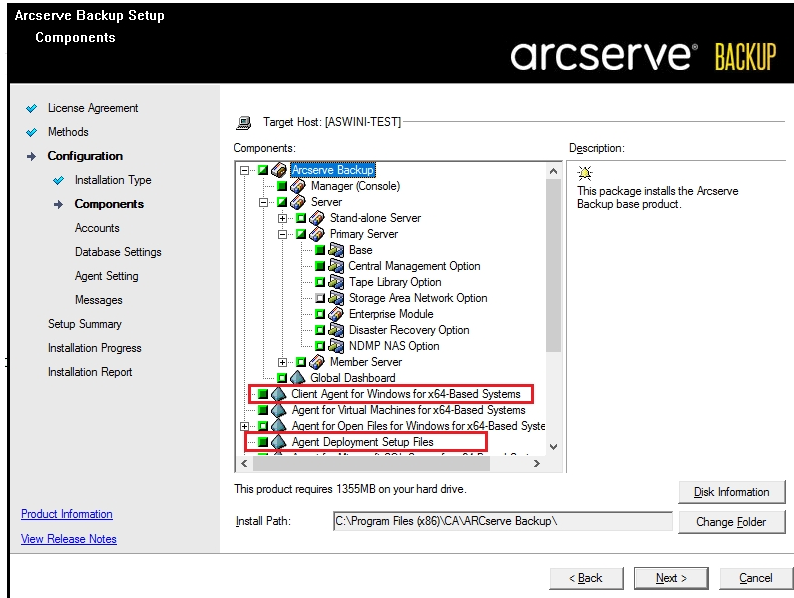 Arcserve Backup Setup
Components
arcserve® BACKUP
License Agreement
Methods
Configuration
Installation Type
Components
Accounts
Database Settings
Agent Setting
Messages
Setup Summary
Installation Progress
Installation Report
Product Information
View Release Notes
Target Host: [ASWINI-TEST]
Components:
Arcserve Backup
Manager (Console)
Server
Stand-alone Server
Primary Server
Base
Central Management Option
Tape Library Option
Storage Area Network Option
Enterprise Module
Disaster Recovery Option
NDMP NAS Option
Member Server
Global Dashboard
Client Agent for Windows for x64-Based Systems
Agent for Virtual Machines for x64-Based Systems
Agent for Open Files for Windows for x64-Based Syste
Agent Deployment Setup Files
Description:
This package installs the Arcserve
Backup base product.
This product requires 1355MB on your hard drive.
Disk Information
Install Path:
C:\Program Files (x86)\CA\ARCserve Backup\
Change Folder
< Back
Next >
Cancel